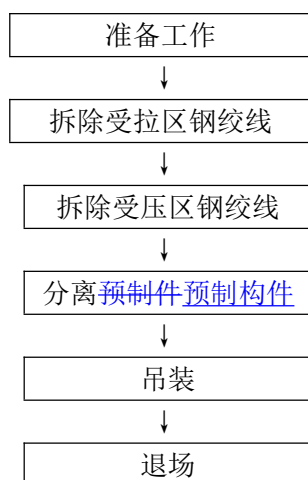 准备工作
拆除受拉区钢绞线
拆除受压区钢绞线
分离预制件预制构件
吊装
退场